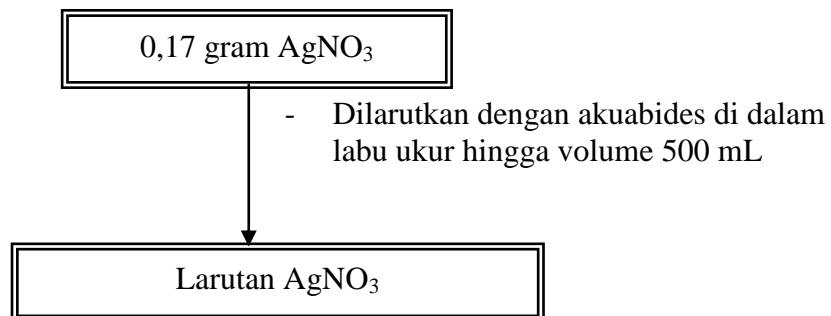 0,17 gram AgNO₃
- Dilarutkan dengan akuabides di dalam
labu ukur hingga volume 500 mL
Larutan AgNO₃